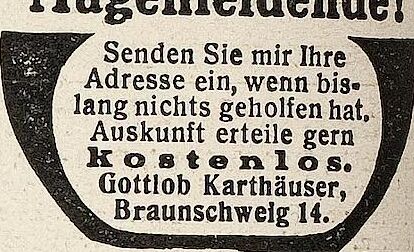 Augenleidende!
Senden Sie mir Ihre
Adresse ein, wenn bis-
lang nichts geholfen hat.
Auskunft erteile gern
kostenlos.
Gottlob Karthäuser,
Braunschweig 14.